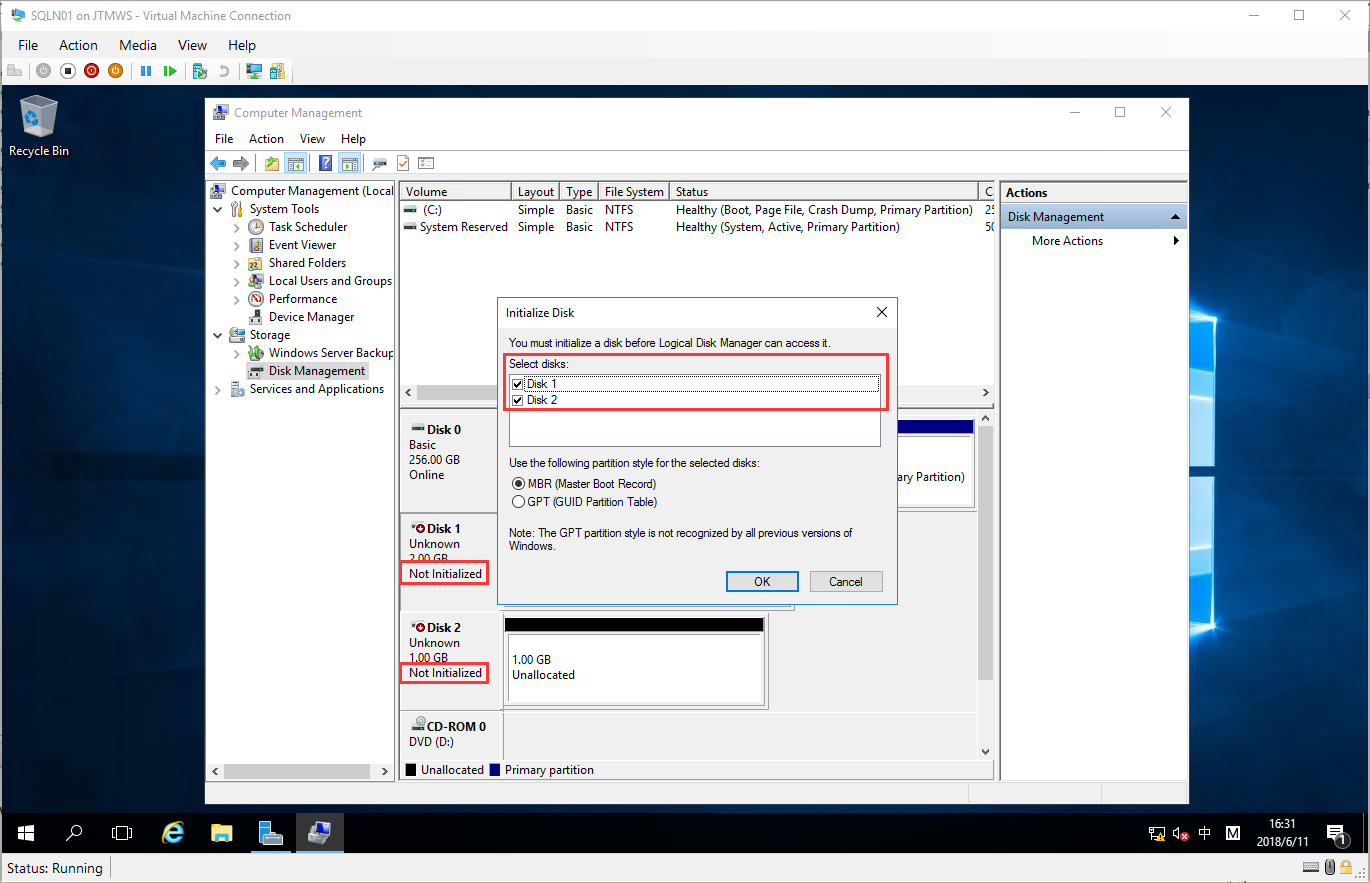 SQLN01 on JTMWS - Virtual Machine Connection
File Action Media View Help
Recycle Bin
Computer Management
File Action View Help
Computer Management (Local
System Tools
Task Scheduler
Event Viewer
Shared Folders
Local Users and Groups
Performance
Device Manager
Storage
Windows Server Backup
Disk Management
Services and Applications
Volume Layout Type File System Status C
(C:) Simple Basic NTFS Healthy (Boot, Page File, Crash Dump, Primary Partition) 25
System Reserved Simple Basic NTFS Healthy (System, Active, Primary Partition) 50
Actions
Disk Management
More Actions
Initialize Disk
You must initialize a disk before Logical Disk Manager can access it.
Select disks:
Disk 1
Disk 2
Use the following partition style for the selected disks:
MBR (Master Boot Record)
GPT (GUID Partition Table)
Note: The GPT partition style is not recognized by all previous versions of
Windows.
OK Cancel
Disk 0
Basic
256.00 GB
Online
ary Partition)
Disk 1
Unknown
2.00 GB
Not Initialized
Disk 2
Unknown
1.00 GB
Not Initialized
1.00 GB
Unallocated
CD-ROM 0
DVD (D:)
Unallocated Primary partition
中 M
16:31
2018/6/11
1
Status: Running